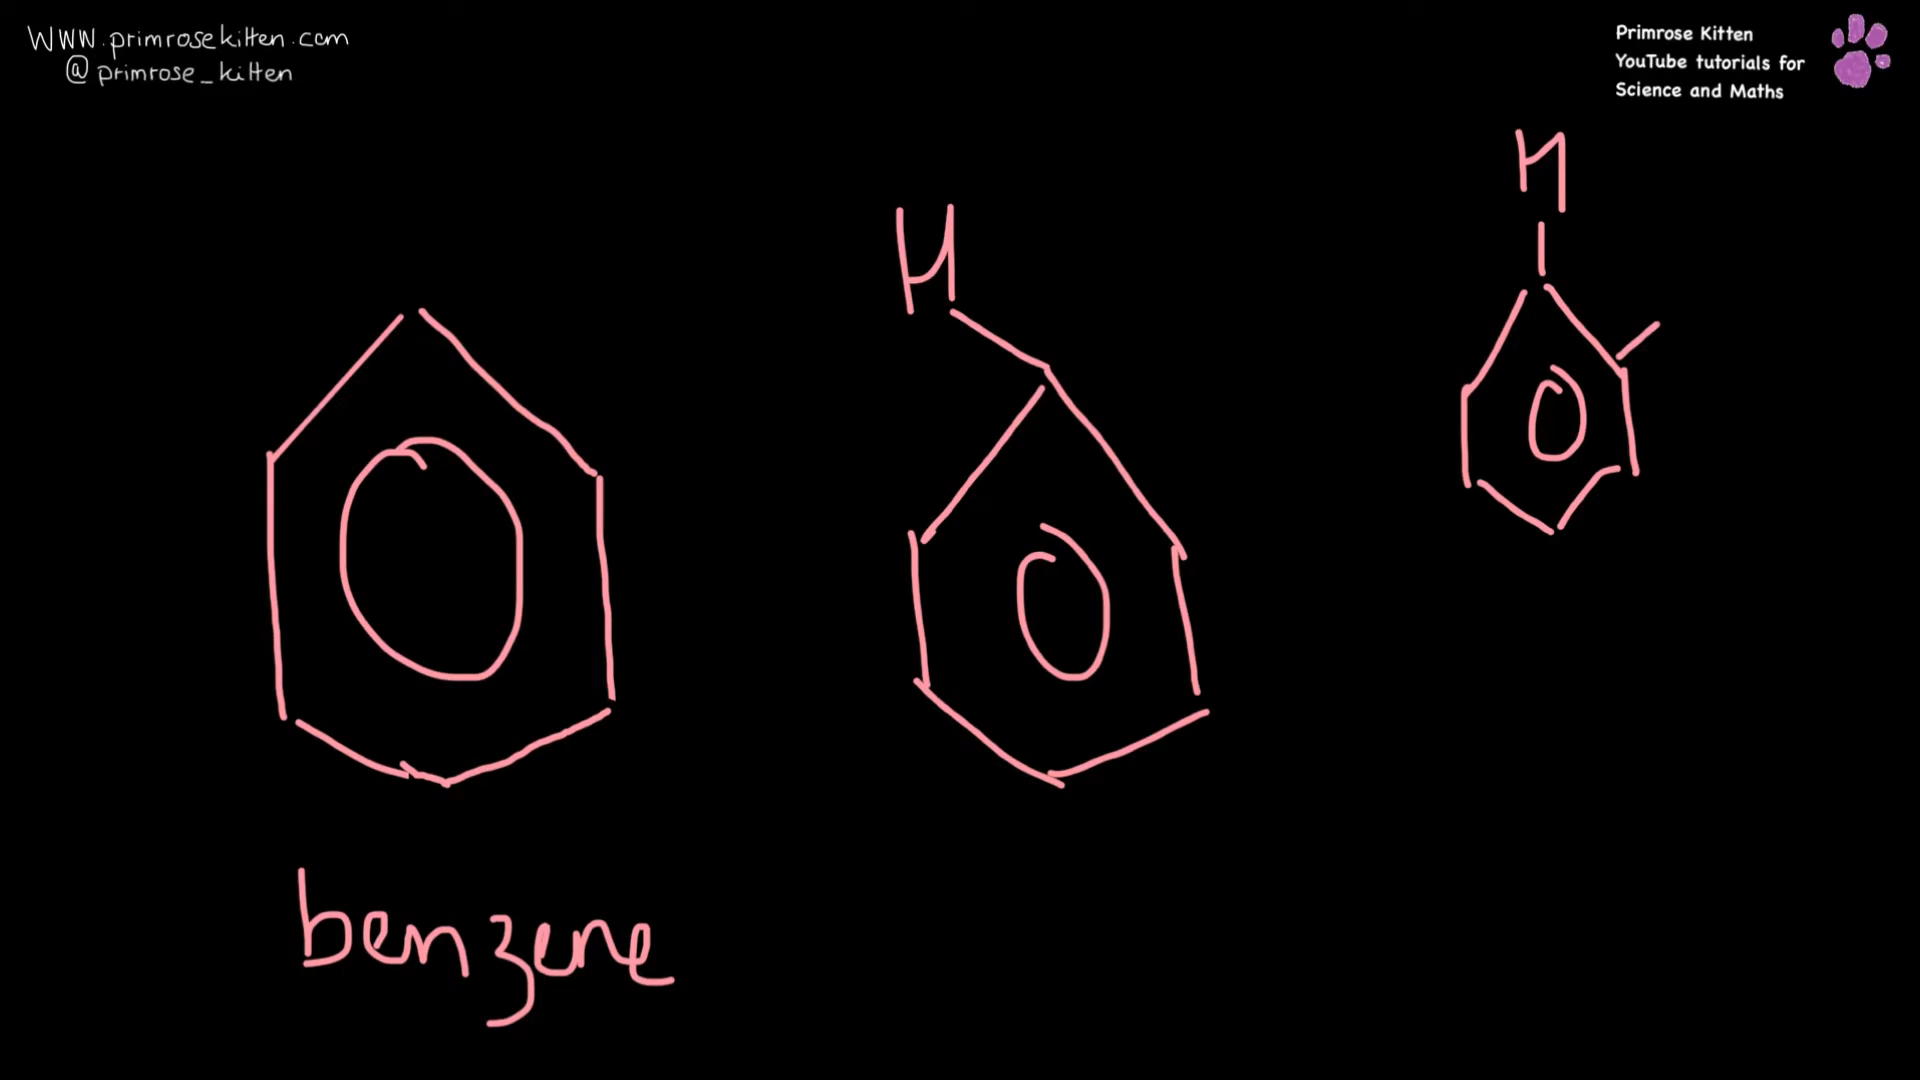 www.primrosekitten.com
@primrose_kitten
Primrose Kitten
YouTube tutorials for
Science and Maths
H
H
benzene